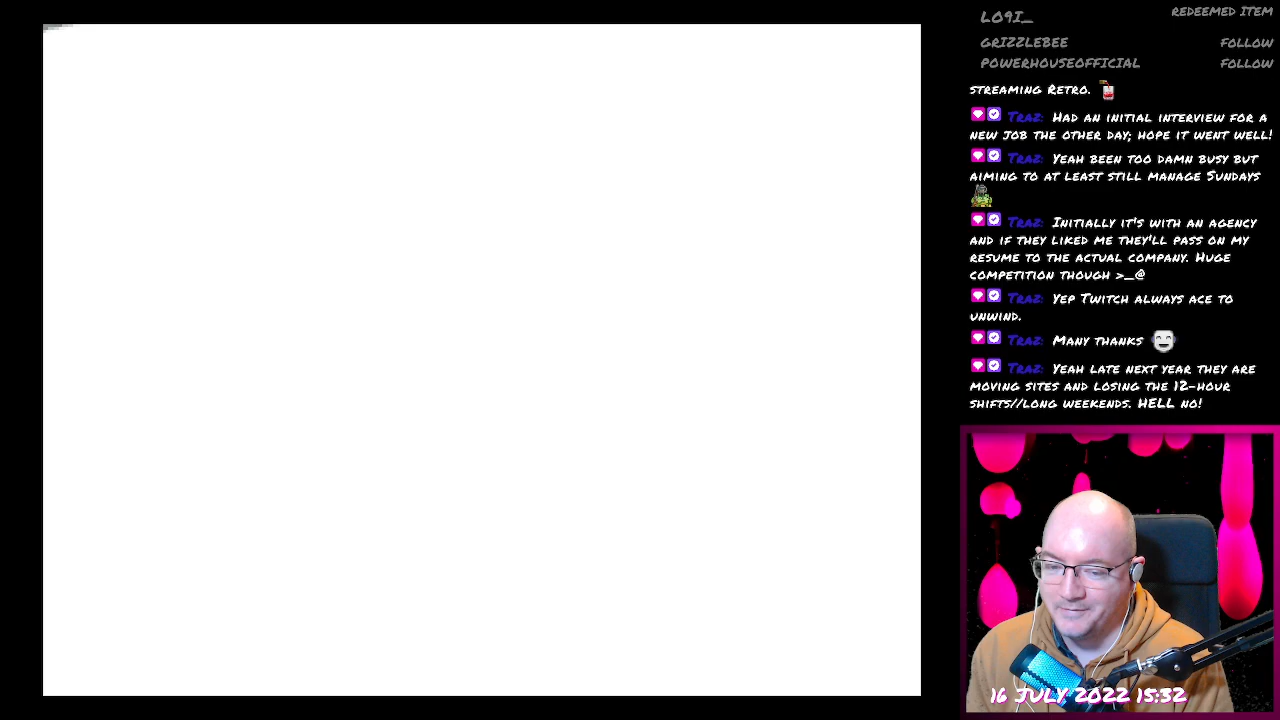 LO9I_ REDEEMED ITEM
GRIZZLEBEE FOLLOW
POWERHOUSEOFFICIAL FOLLOW
STREAMING RETRO.
TRAZ: HAD AN INITIAL INTERVIEW FOR A
NEW JOB THE OTHER DAY; HOPE IT WENT WELL!
TRAZ: YEAH BEEN TOO DAMN BUSY BUT
AIMING TO AT LEAST STILL MANAGE SUNDAYS
TRAZ: INITIALLY IT'S WITH AN AGENCY
AND IF THEY LIKED ME THEY'LL PASS ON MY
RESUME TO THE ACTUAL COMPANY. HUGE
COMPETITION THOUGH >_@
TRAZ: YEP TWITCH ALWAYS ACE TO
UNWIND.
TRAZ: MANY THANKS
TRAZ: YEAH LATE NEXT YEAR THEY ARE
MOVING SITES AND LOSING THE 12-HOUR
SHIFTS//LONG WEEKENDS. HELL NO!
16 JULY 2022 15:32